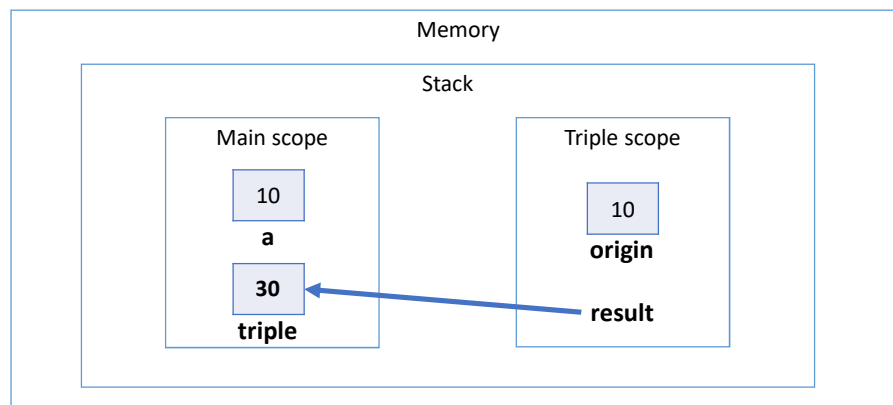 Memory
Stack
Main scope
Triple scope
10
a
10
origin
30
triple
result